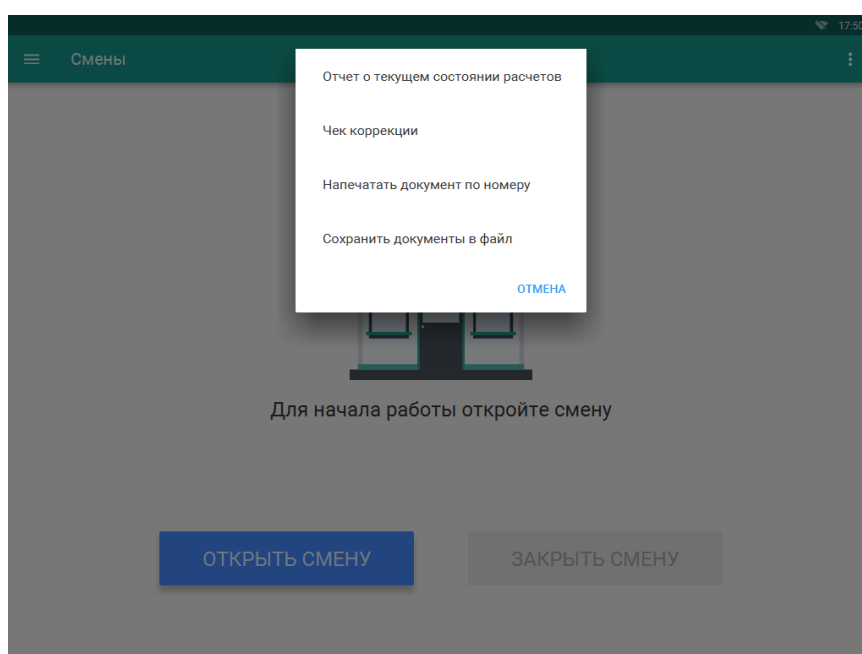 17:50
Смены
Отчет о текущем состоянии расчетов
Чек коррекции
Напечатать документ по номеру
Сохранить документы в файл
ОТМЕНА
Для начала работы откройте смену
ОТКРЫТЬ СМЕНУ
ЗАКРЫТЬ СМЕНУ